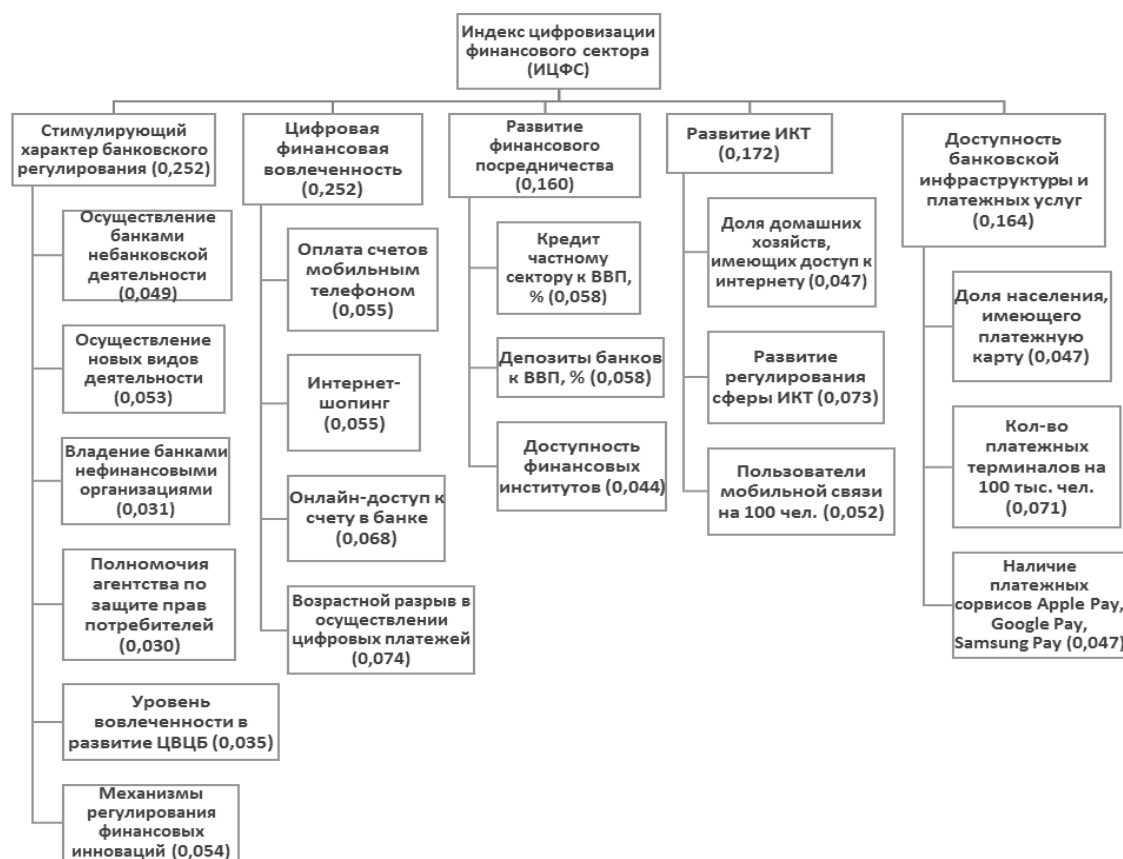 Индекс цифровизации
финансового сектора
(ИЦФС)
Стимулирующий
характер банковского
регулирования (0,252)
Осуществление
банками
небанковской
деятельности
(0,049)
Осуществление
новых видов
деятельности
(0,053)
Владение банками
нефинансовыми
организациями
(0,031)
Полномочия
агентства по
защите прав
потребителей
(0,030)
Уровень
вовлеченности в
развитие ЦВЦБ (0,035)
Механизмы
регулирования
финансовых
инноваций (0,054)
Цифровая
финансовая
вовлеченность
(0,252)
Оплата счетов
мобильным
телефоном
(0,055)
Интернет-
шопинг
(0,055)
Онлайн-доступ к
счету в банке
(0,068)
Возрастной разрыв в
осуществлении
цифровых платежей
(0,074)
Развитие
финансового
посредничества
(0,160)
Кредит
частному
сектору к ВВП,
% (0,058)
Депозиты банков
к ВВП, % (0,058)
Доступность
финансовых
институтов (0,044)
Развитие ИКТ
(0,172)
Доля домашних
хозяйств,
имеющих доступ к
интернету (0,047)
Развитие
регулирования
сферы ИКТ (0,073)
Пользователи
мобильной связи
на 100 чел. (0,052)
Доступность
банковской
инфраструктуры и
платежных услуг
(0,164)
Доля населения,
имеющего
платежную
карту (0,047)
Кол-во
платежных
терминалов на
100 тыс. чел.
(0,071)
Наличие
платежных
сорвисов Apple Pay,
Google Pay,
Samsung Pay (0,047)